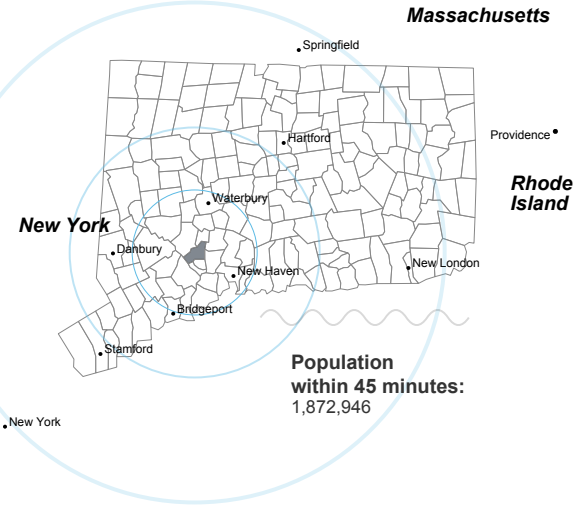 Massachusetts
Springfield
Hartford
Providence
Rhode
Island
Waterbury
New York
Danbury
New Haven
New London
Bridgeport
Stamford
Population
within 45 minutes:
1,872,946
New York